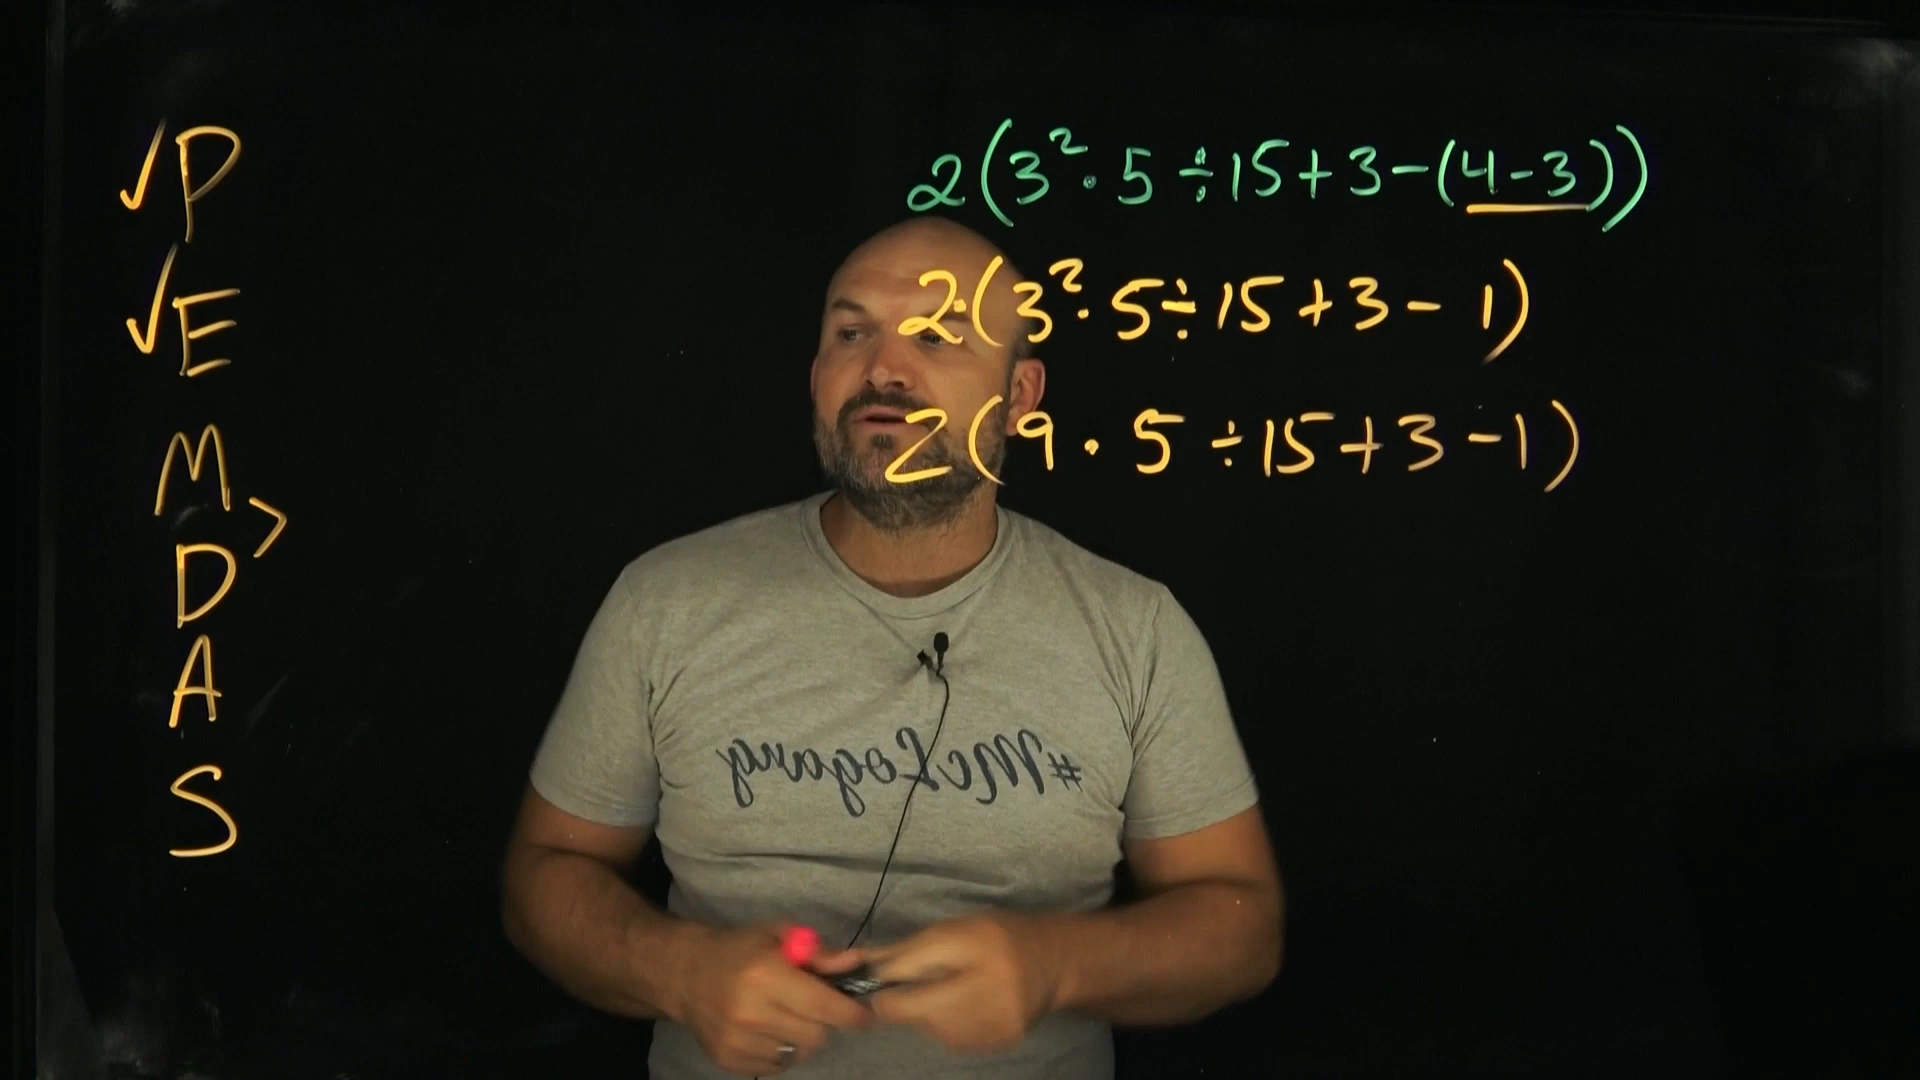 P
E
M
D
A
S
>
2(3²·5÷15+3-(4-3))
2·(3²·5÷15+3-1)
2(9·5÷15+3-1)
#McLogang